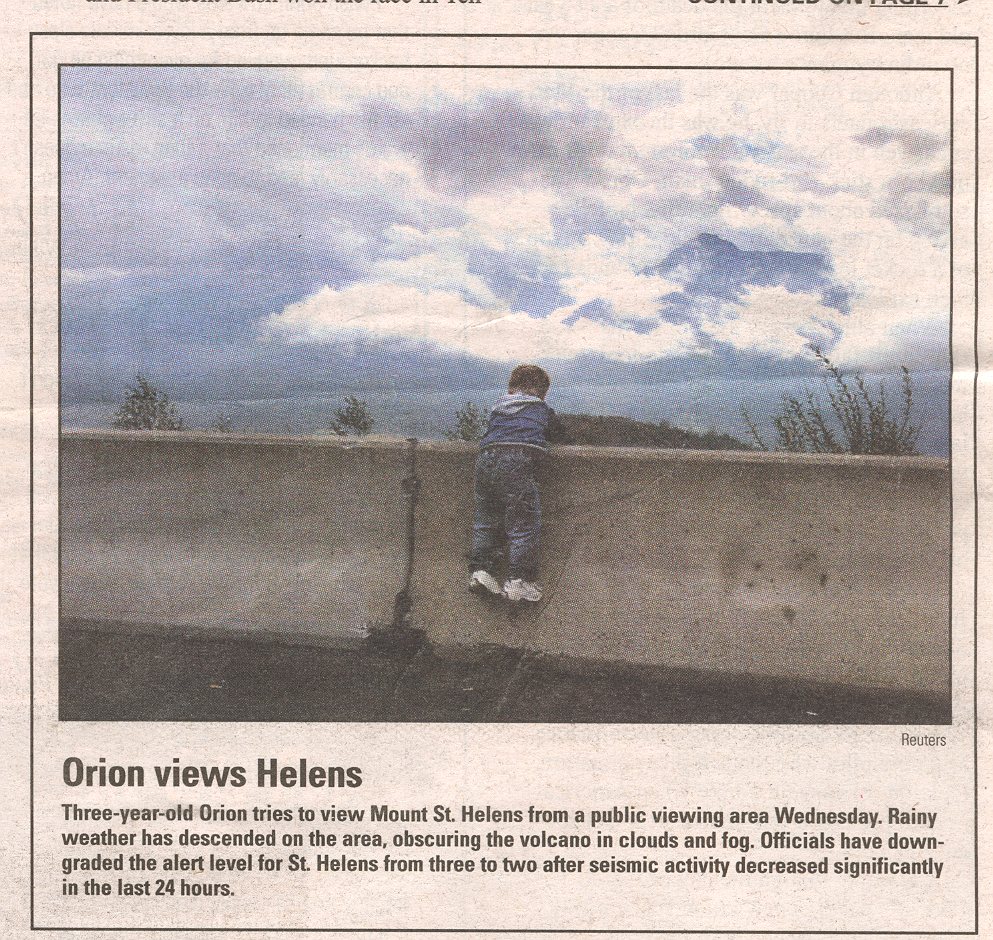 and President Bush won the race in Ten-
CONTINUED ON PAGE 7
Reuters
Orion views Helens
Three-year-old Orion tries to view Mount St. Helens from a public viewing area Wednesday. Rainy
weather has descended on the area, obscuring the volcano in clouds and fog. Officials have down-
graded the alert level for St. Helens from three to two after seismic activity decreased significantly
in the last 24 hours.